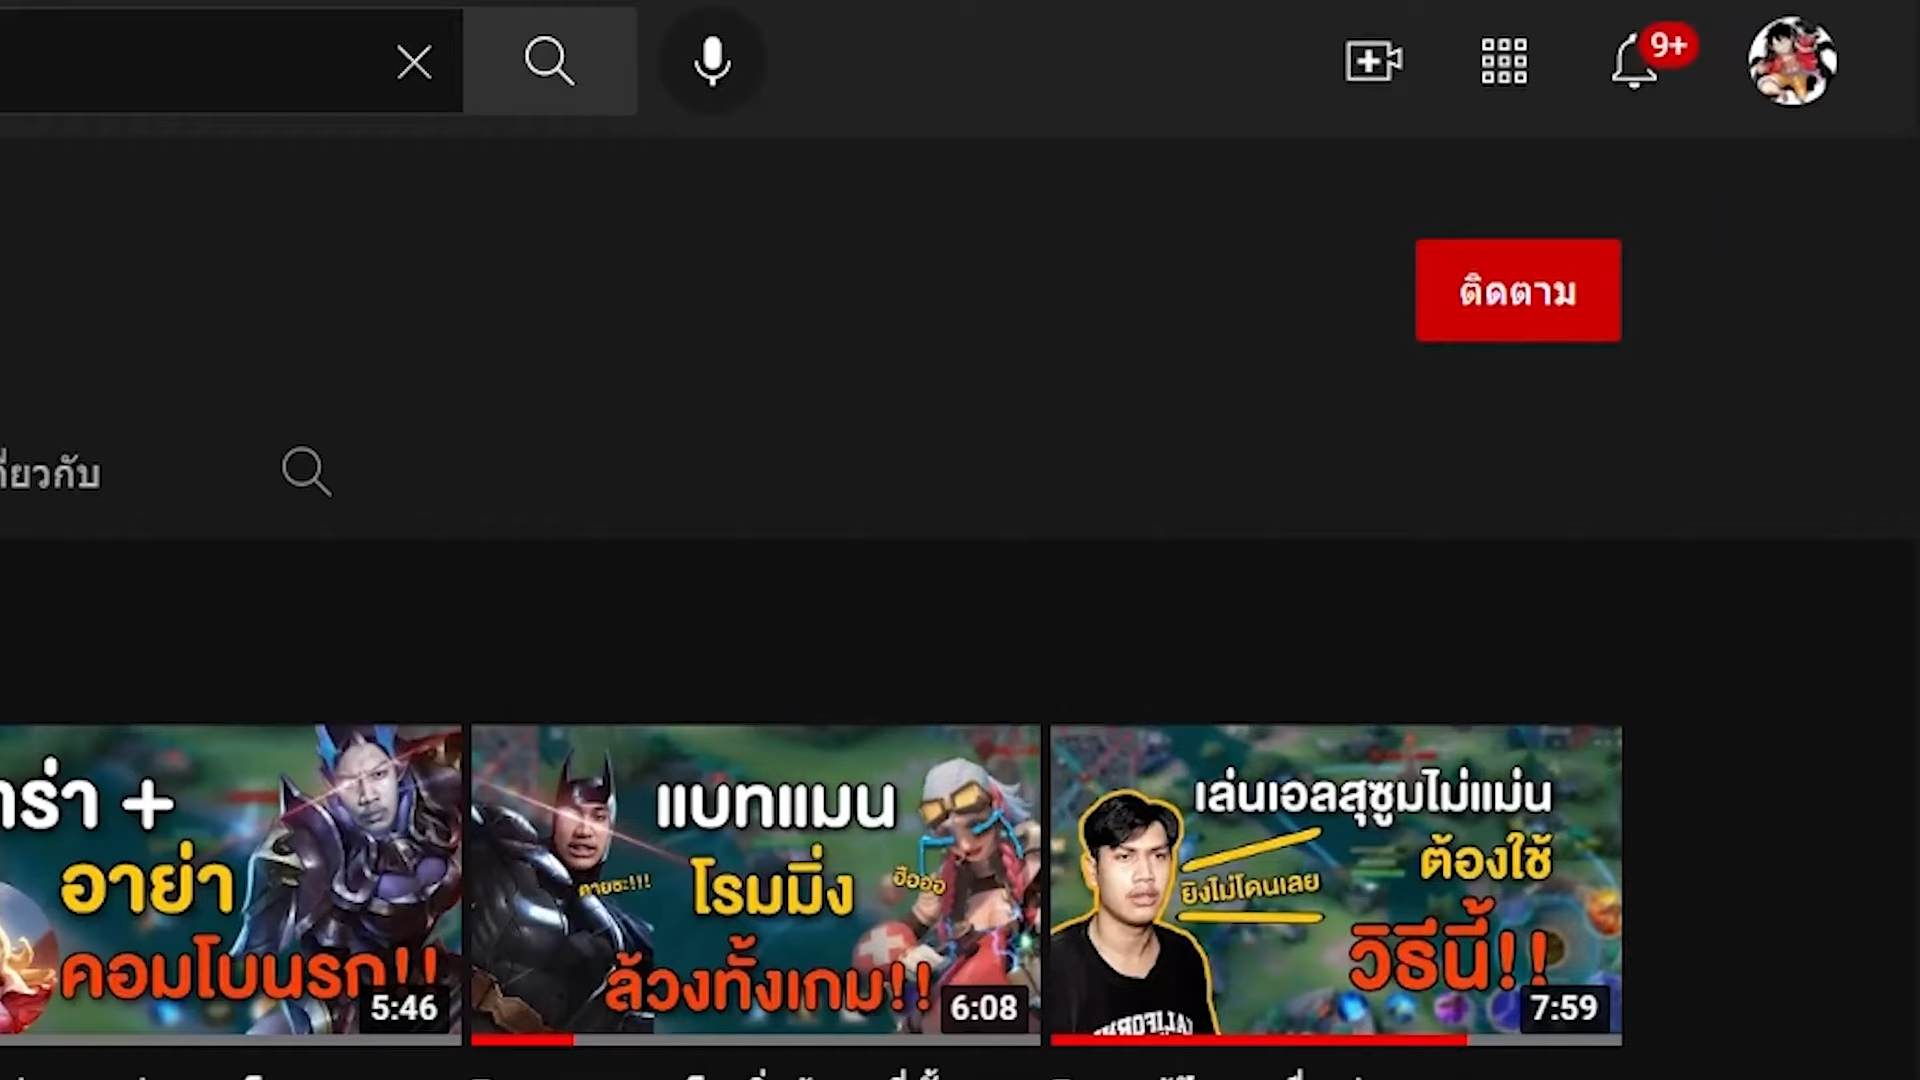 9+
ติดตาม
กี่ยวกับ
าร่า +
อาย่า
คอมโบนรก!!
5:46
แบทแมน
ตายซะ!!!
โรมมิ่ง
ฮือออ
ล้วงทั้งเกม!!
6:08
เล่นเอลสุซูมไม่แม่น
ต้องใช้
ยิงไม่โดนเลย
วิธีนี้!!
7:59